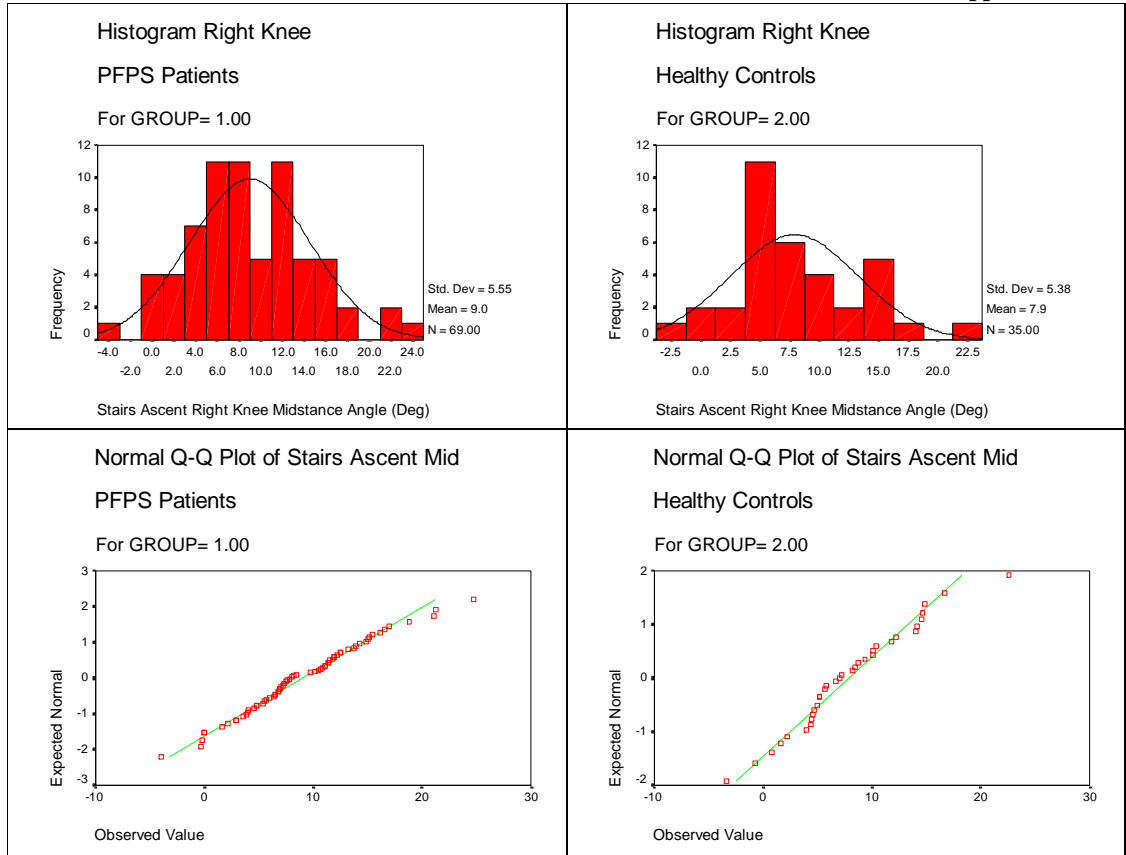 Histogram Right Knee
PFPS Patients
For GROUP= 1.00
12
10
8
6
4
2
0
Frequency
Std. Dev = 5.55
Mean = 9.0
N = 69.00
-4.0 0.0 4.0 8.0 12.0 16.0 20.0 24.0
-2.0 2.0 6.0 10.0 14.0 18.0 22.0
Stairs Ascent Right Knee Midstance Angle (Deg)
Histogram Right Knee
Healthy Controls
For GROUP= 2.00
12
10
8
6
4
2
0
Frequency
Std. Dev = 5.38
Mean = 7.9
N = 35.00
-2.5 2.5 7.5 12.5 17.5 22.5
0.0 5.0 10.0 15.0 20.0
Stairs Ascent Right Knee Midstance Angle (Deg)
Normal Q-Q Plot of Stairs Ascent Mid
PFPS Patients
For GROUP= 1.00
3
2
1
0
-1
-2
-3
Expected Normal
-10 0 10 20 30
Observed Value
Normal Q-Q Plot of Stairs Ascent Mid
Healthy Controls
For GROUP= 2.00
2
1
0
-1
-2
Expected Normal
-10 0 10 20 30
Observed Value